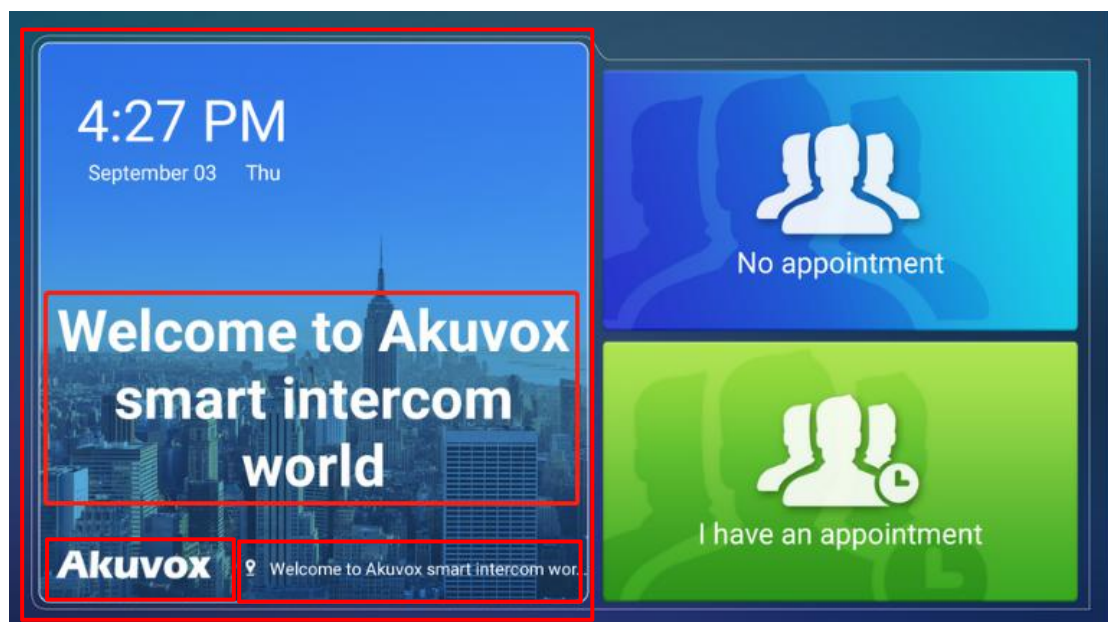 4:27 PM
September 03 Thu
Welcome to Akuvox
smart intercom
world
Akuvox
Welcome to Akuvox smart intercom wor...
No appointment
I have an appointment